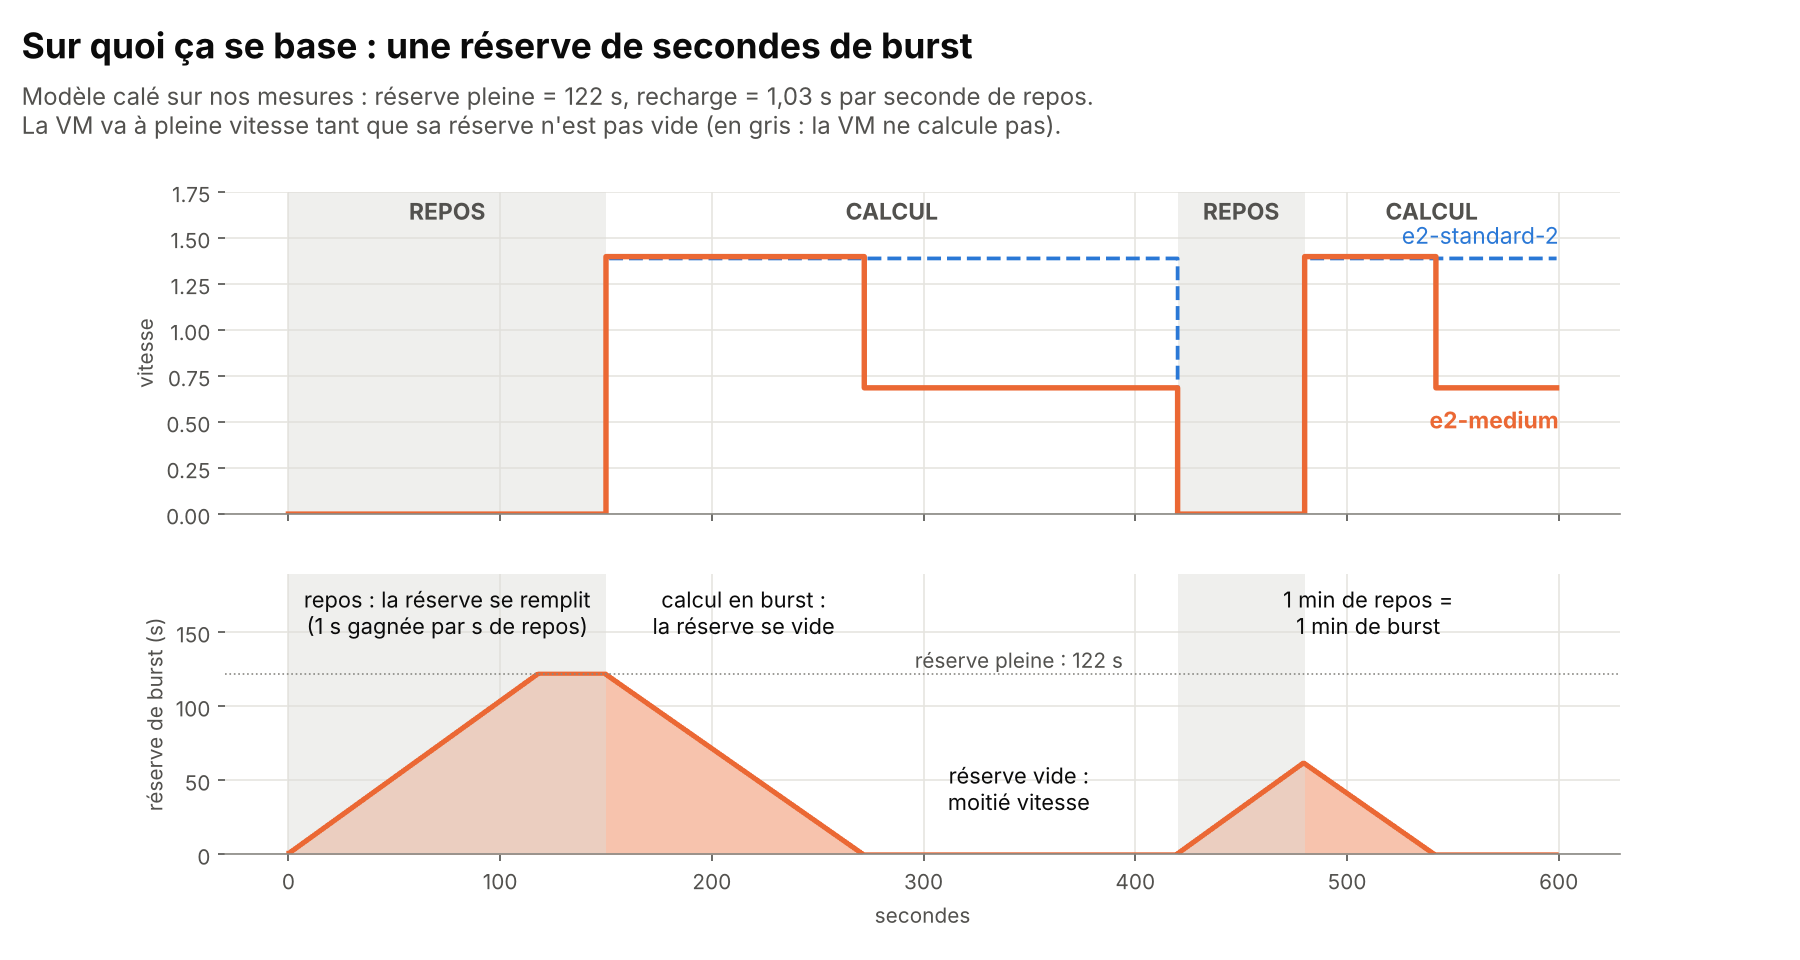 Sur quoi ça se base : une réserve de secondes de burst
Modèle calé sur nos mesures : réserve pleine = 122 s, recharge = 1,03 s par seconde de repos.
La VM va à pleine vitesse tant que sa réserve n'est pas vide (en gris : la VM ne calcule pas).
vitesse
1.75
1.50
1.25
1.00
0.75
0.50
0.25
0.00
REPOS
CALCUL
REPOS
CALCUL
e2-standard-2
e2-medium
réserve de burst (s)
150
100
50
0
repos : la réserve se remplit
(1 s gagnée par s de repos)
calcul en burst :
la réserve se vide
1 min de repos =
1 min de burst
réserve pleine : 122 s
réserve vide :
moitié vitesse
0
100
200
300
400
500
600
secondes